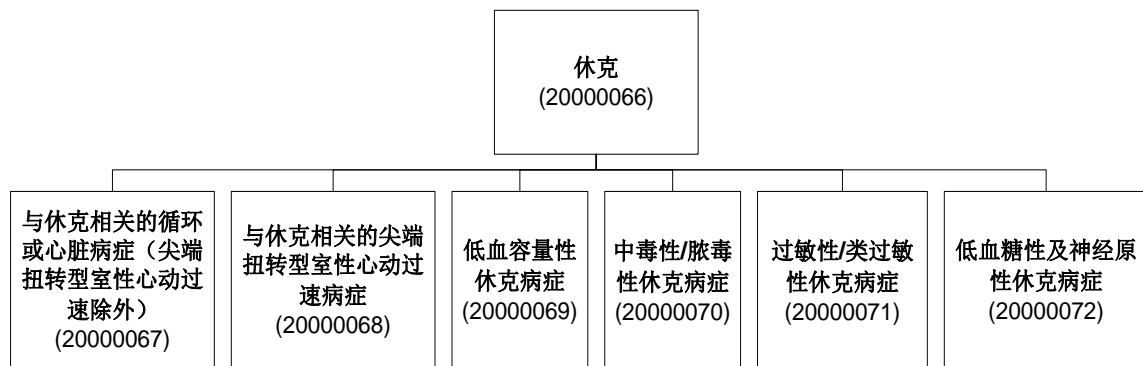 休克
(20000066)
与休克相关的循环
或心脏病症（尖端
扭转型室性心动过
速除外）
(20000067)
与休克相关的尖端
扭转型室性心动过
速病症
(20000068)
低血容量性
休克病症
(20000069)
中毒性/脓毒
性休克病症
(20000070)
过敏性/类过敏
性休克病症
(20000071)
低血糖性及神经原
性休克病症
(20000072)